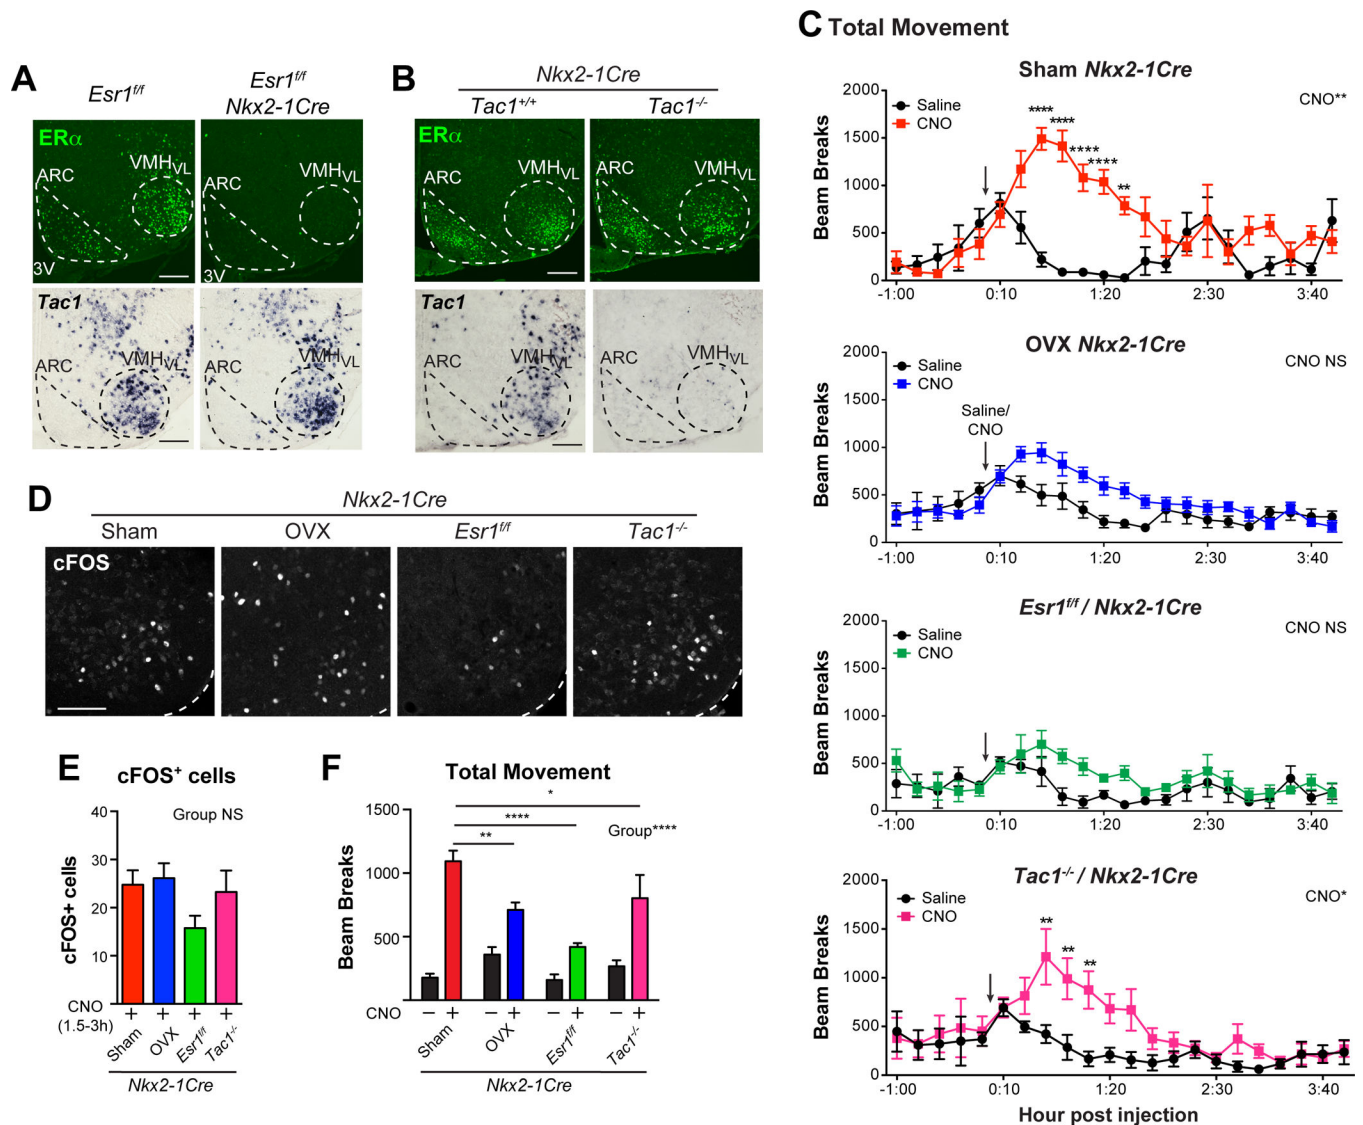 A
Esr1f/f
Esr1f/f
Nkx2-1Cre
ERα
VMHVL
ARC
3V
VMHVL
ARC
3V
Tac1
ARC
VMHVL
ARC
VMHVL
B
Nkx2-1Cre
Tac1+/+
Tac1-/-
ERα
VMHVL
ARC
VMHVL
ARC
Tac1
ARC
VMHVL
ARC
VMHVL
C Total Movement
Sham Nkx2-1Cre
Saline
CNO
CNO**
****
****
****
****
**
Beam Breaks
2000
1500
1000
500
0
-1:00
0:10
1:20
2:30
3:40
OVX Nkx2-1Cre
Saline
CNO
CNO NS
Saline/
CNO
Beam Breaks
2000
1500
1000
500
0
-1:00
0:10
1:20
2:30
3:40
Esr1f/f / Nkx2-1Cre
Saline
CNO
CNO NS
Beam Breaks
2000
1500
1000
500
0
-1:00
0:10
1:20
2:30
3:40
Tac1-/- / Nkx2-1Cre
Saline
CNO
CNO*
**
**
**
Beam Breaks
2000
1500
1000
500
0
-1:00
0:10
1:20
2:30
3:40
Hour post injection
D
Nkx2-1Cre
Sham
OVX
Esr1f/f
Tac1-/-
cFOS
E
cFOS+ cells
Group NS
cFOS+ cells
40
30
20
10
0
CNO
(1.5-3h)
+ + + +
Sham
OVX
Esr1f/f
Tac1-/-
Nkx2-1Cre
F
Total Movement
*
****
**
Group****
Beam Breaks
1500
1000
500
0
CNO
− + − + − + − +
Sham
OVX
Esr1f/f
Tac1-/-
Nkx2-1Cre